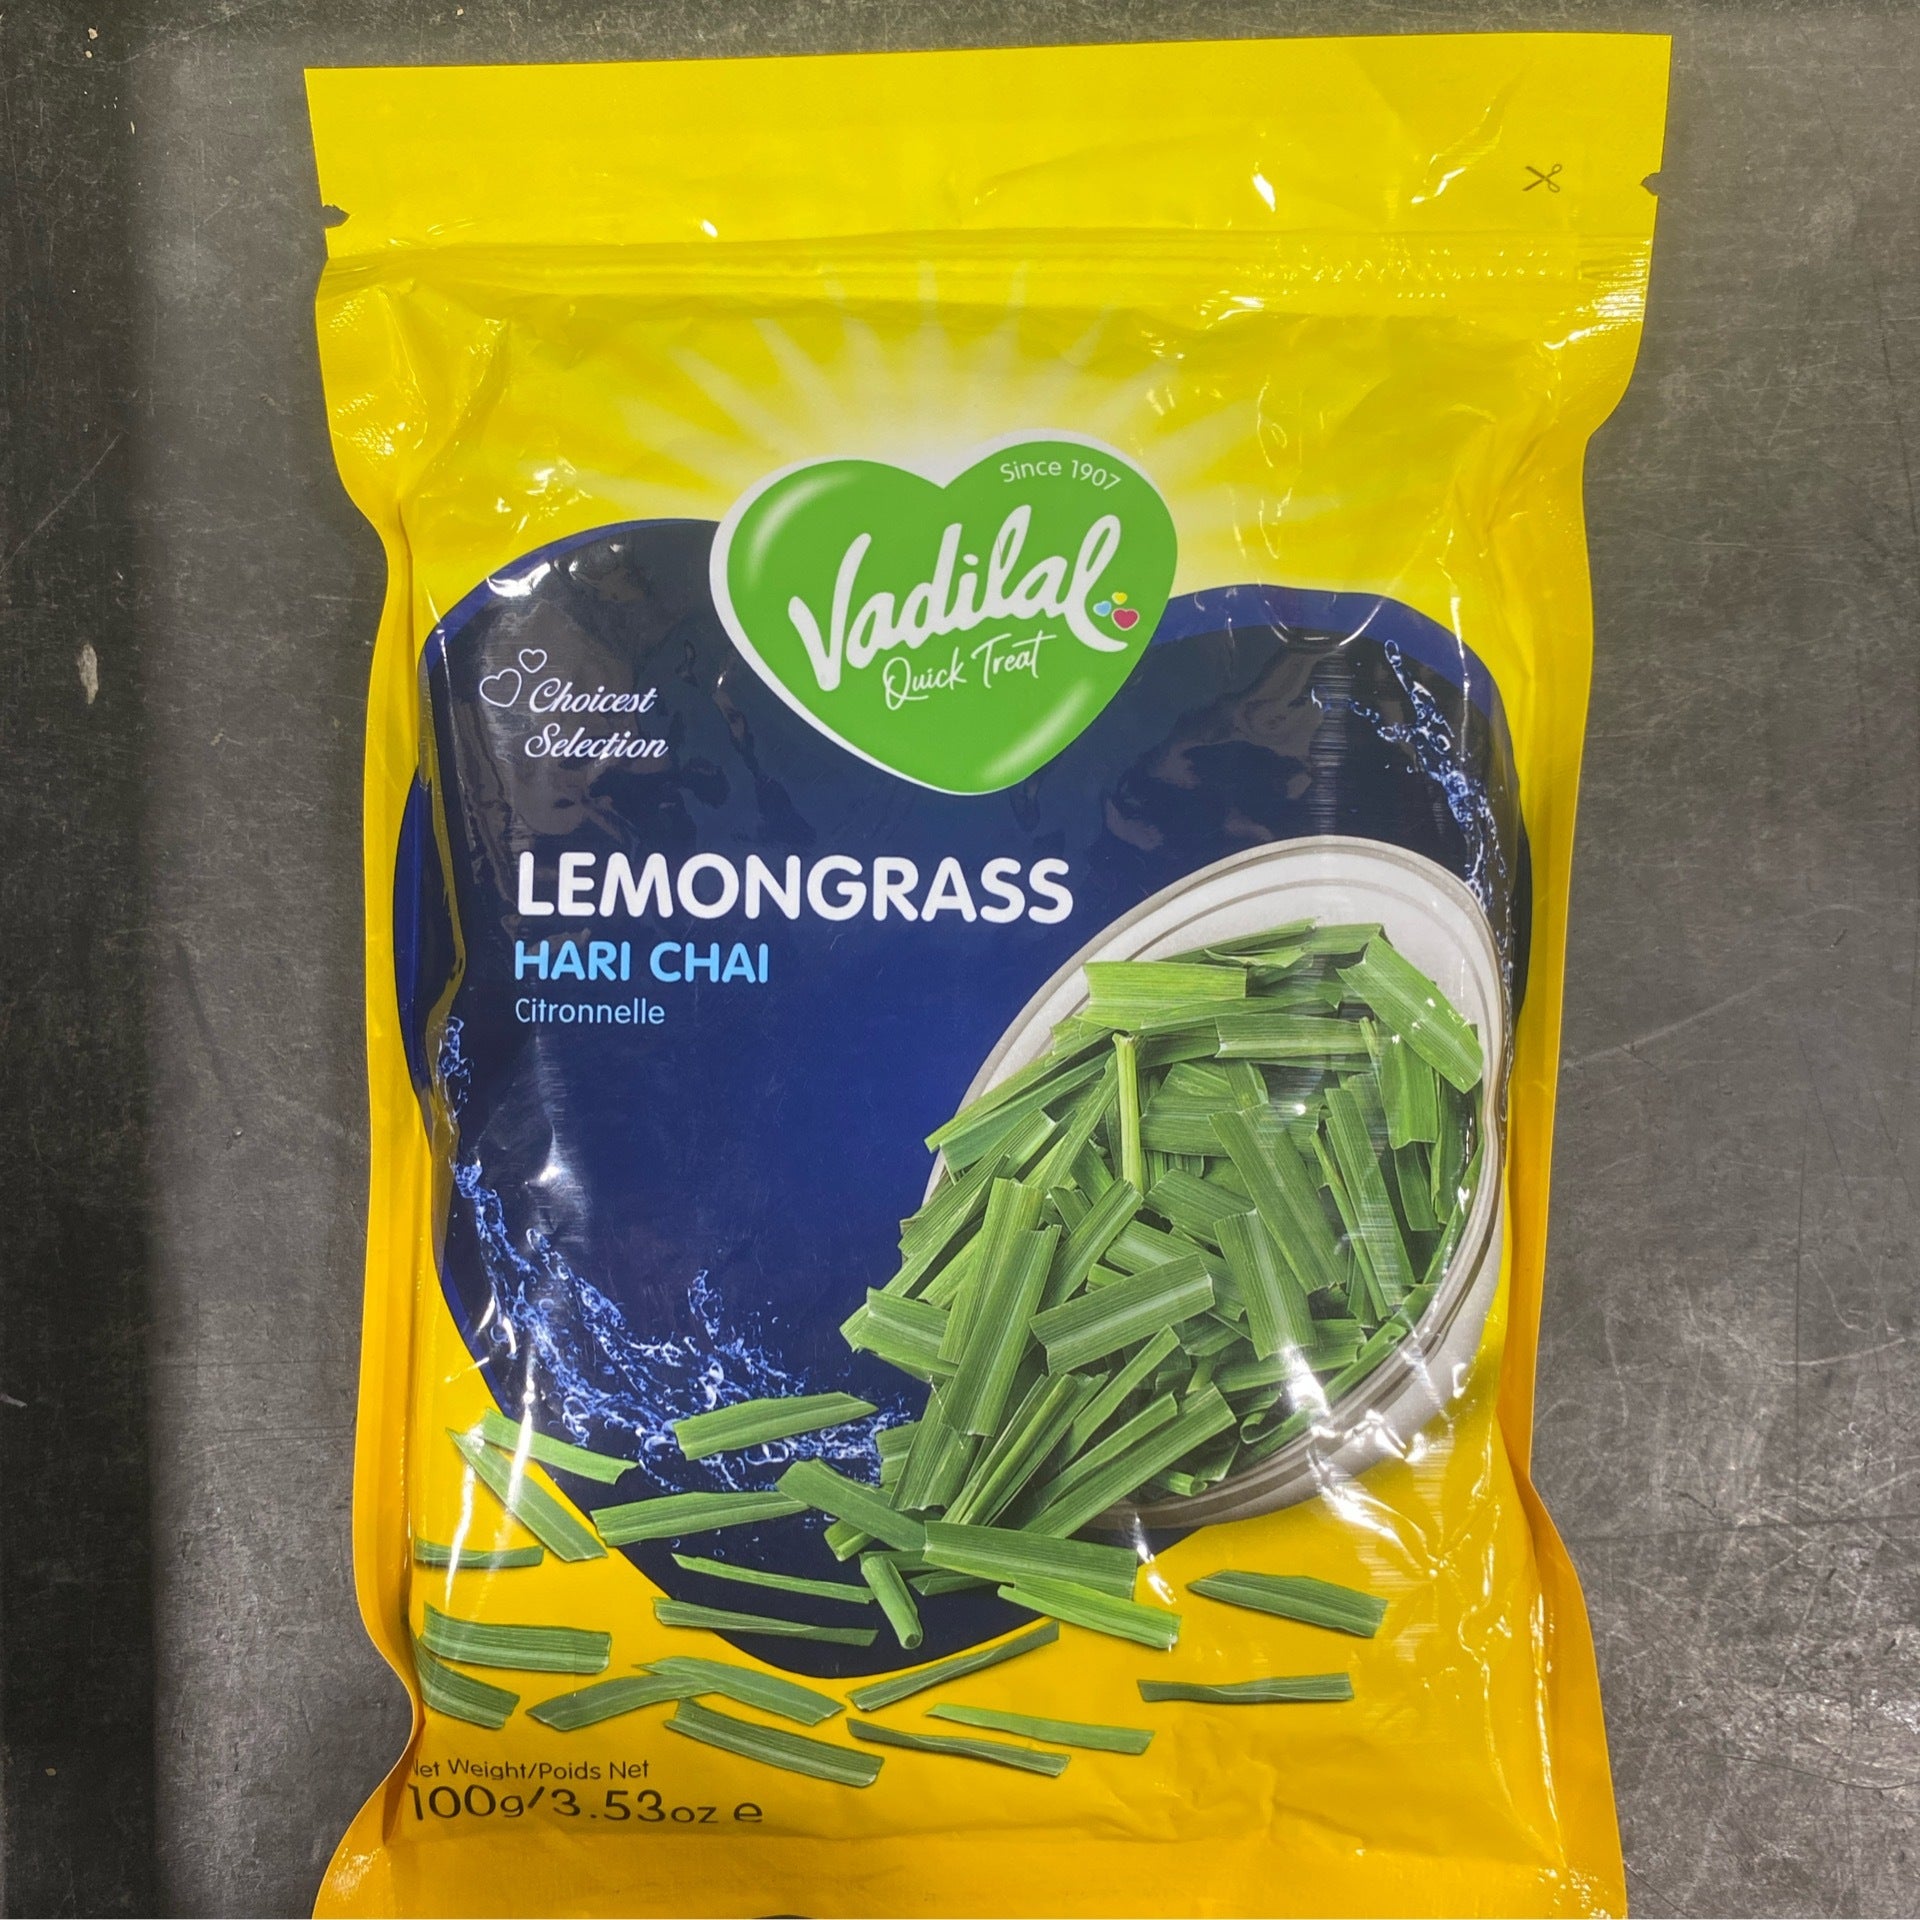 Since 1907
Vadilal
Quick Treat
Choicest
Selection
LEMONGRASS
HARI CHAI
Citronnelle
Net Weight/Poids Net
100g/3.53oz e